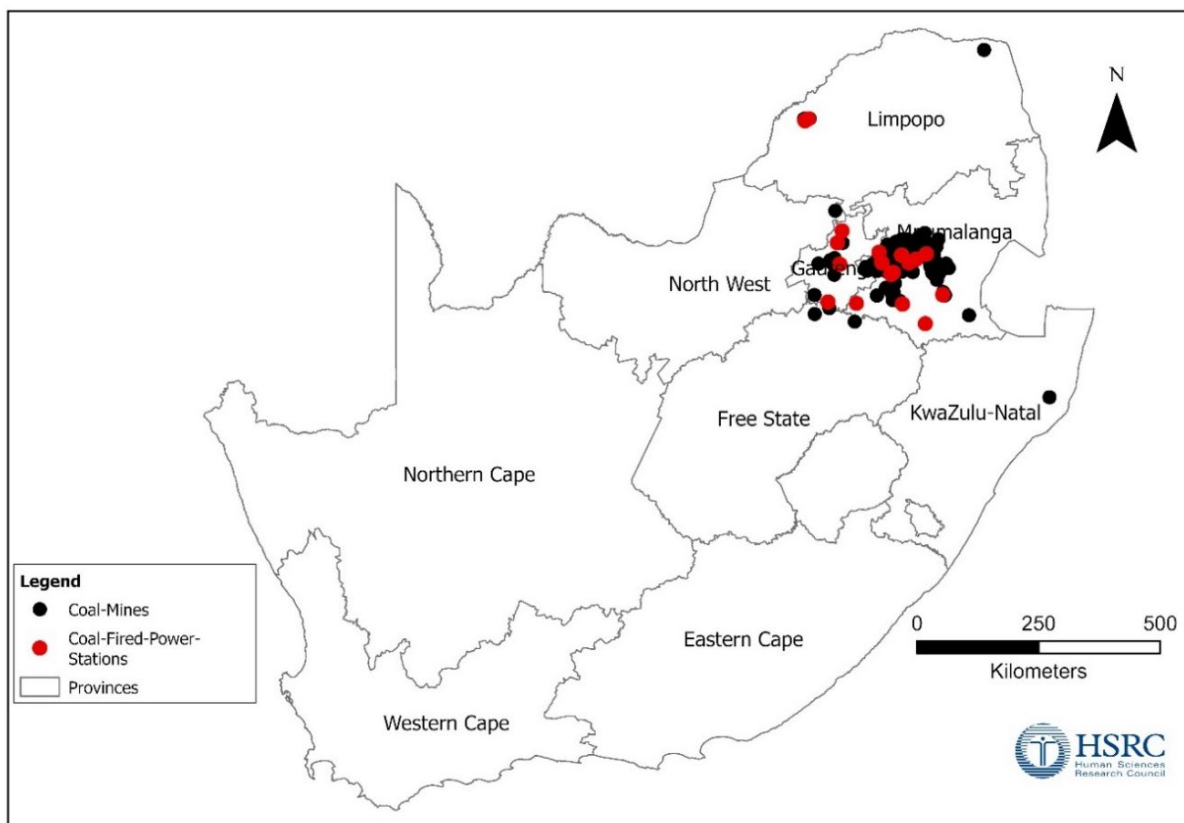 N
Limpopo
Mpumalanga
Gauteng
North West
Free State
KwaZulu-Natal
Northern Cape
Legend
Coal-Mines
Coal-Fired-Power-
Stations
Provinces
Eastern Cape
Western Cape
0 250 500
Kilometers
HSRC
Human Sciences
Research Council